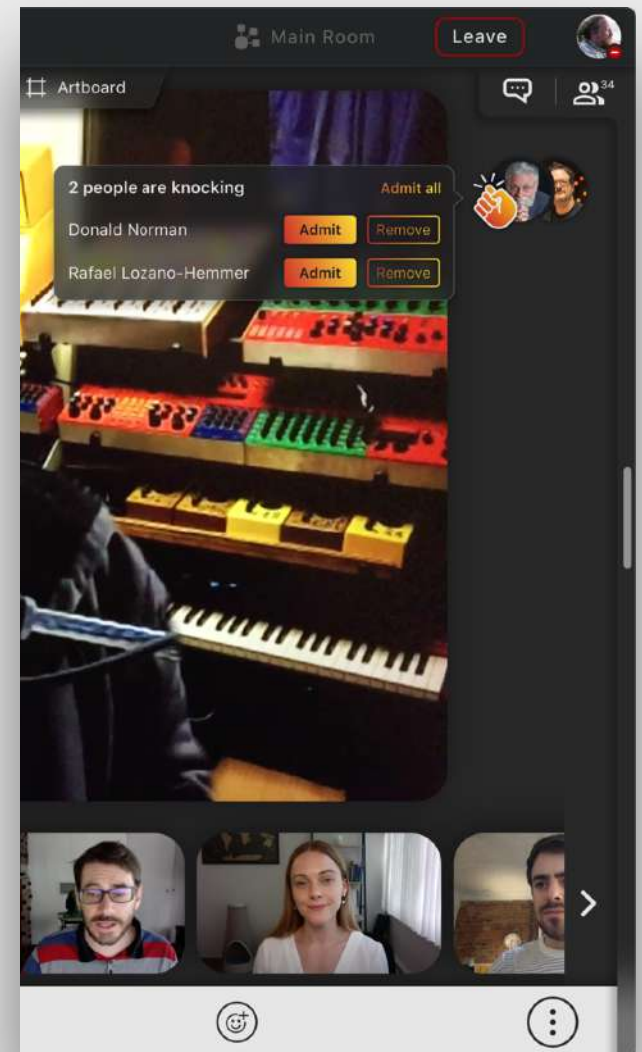 Main Room
Leave
Artboard
34
2 people are knocking
Admit all
Donald Norman
Admit
Remove
Rafael Lozano-Hemmer
Admit
Remove